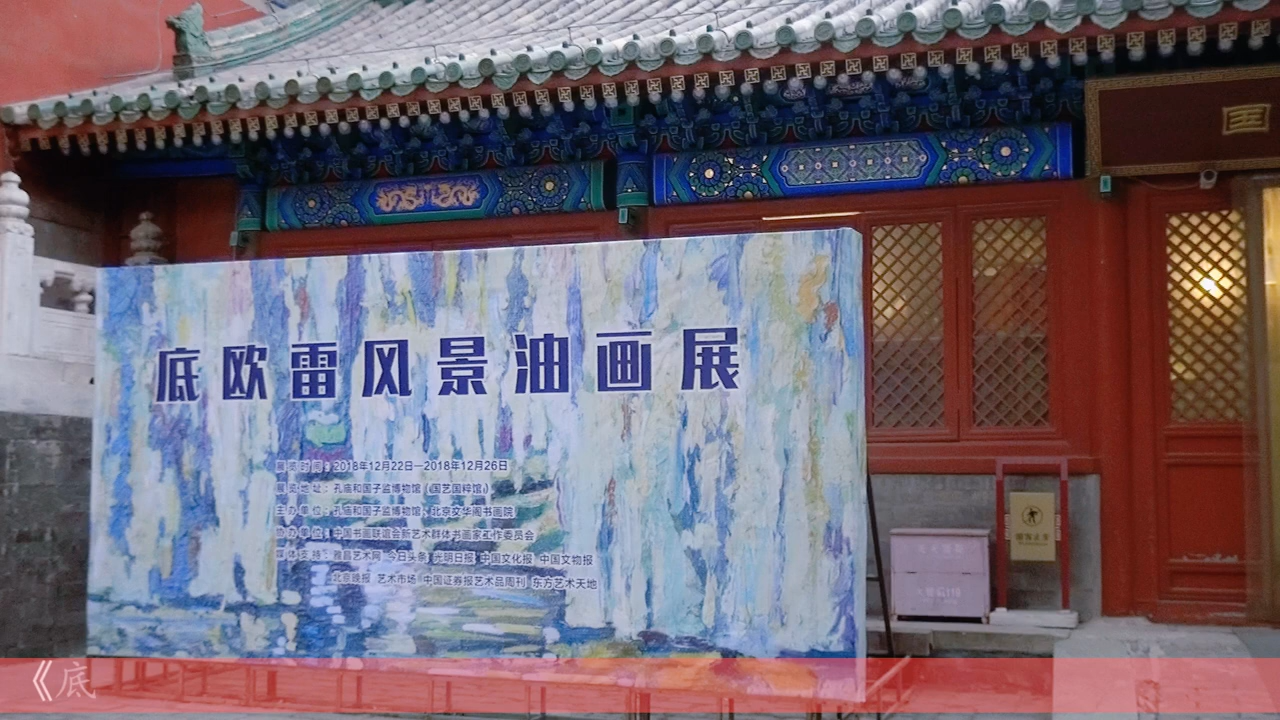 国
底欧雷风景油画展
展览时间：2018年12月22日—2018年12月26日
展览地址：孔庙和国子监博物馆（国艺国粹馆）
主办单位：孔庙和国子监博物馆、北京文华阁书画院
协办单位：中国书画联谊会新艺术群体书画家工作委员会
媒体支持：雅昌艺术网 今日头条 光明日报 中国文化报 中国文物报
北京晚报 艺术市场 中国证券报艺术品周刊 东方艺术天地
《底